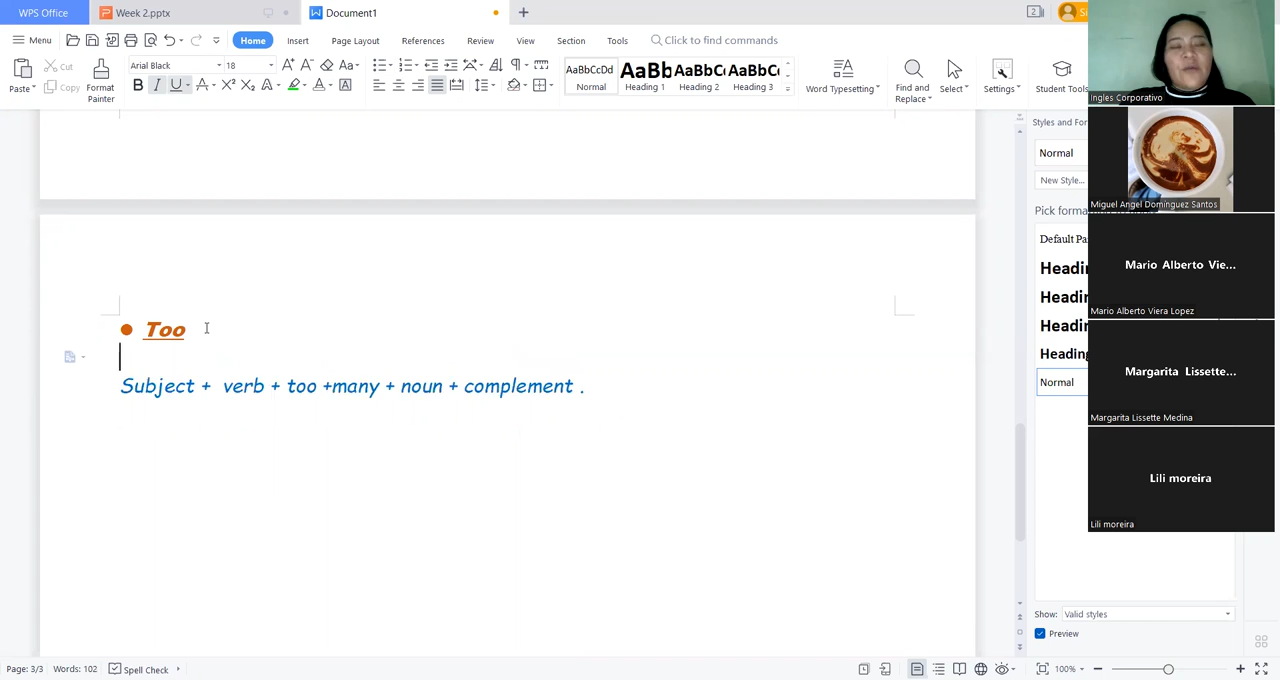 WPS Office
Week 2.pptx
Document1
2
Menu
Home
Insert
Page Layout
References
Review
View
Section
Tools
Click to find commands
Paste
Cut
Copy
Format
Painter
Arial Black
18
AaBbCcDd
Normal
Heading 1
Heading 2
Heading 3
Word Typesetting
Find and
Replace
Select
Settings
Student Tools
Too
Subject + verb + too +many + noun + complement .
Styles and For
Normal
New Style...
Default Pa
Show:
Valid styles
Preview
Ingles Corporativo
Miguel Angel Domínguez Santos
Mario Alberto Vie...
Mario Alberto Viera Lopez
Margarita Lissette...
Margarita Lissette Medina
Lili moreira
Lili moreira
Page: 3/3
Words: 102
Spell Check
100%